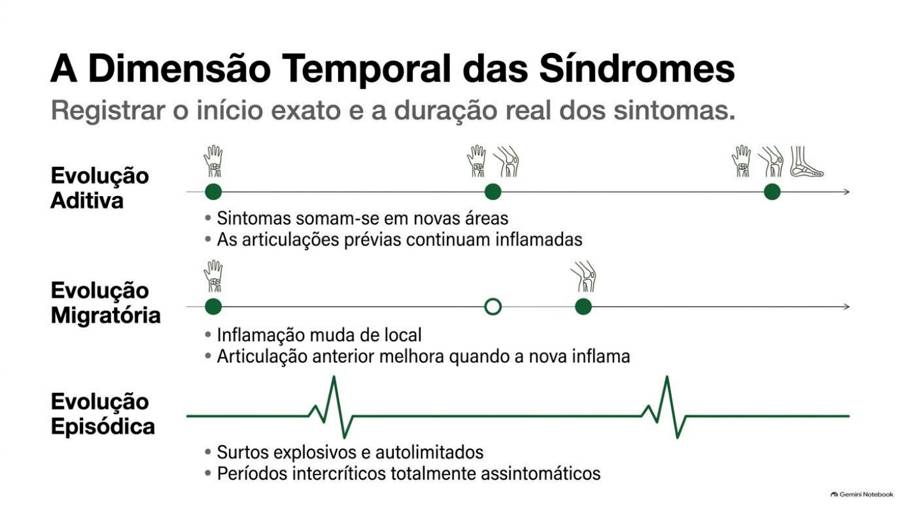 A Dimensão Temporal das Síndromes
Registrar o início exato e a duração real dos sintomas.
Evolução
Aditiva
• Sintomas somam-se em novas áreas
• As articulações prévias continuam inflamadas
Evolução
Migratória
• Inflamação muda de local
• Articulação anterior melhora quando a nova inflama
Evolução
Episódica
• Surtos explosivos e autolimitados
• Períodos intercríticos totalmente assintomáticos
Gemini Notebook